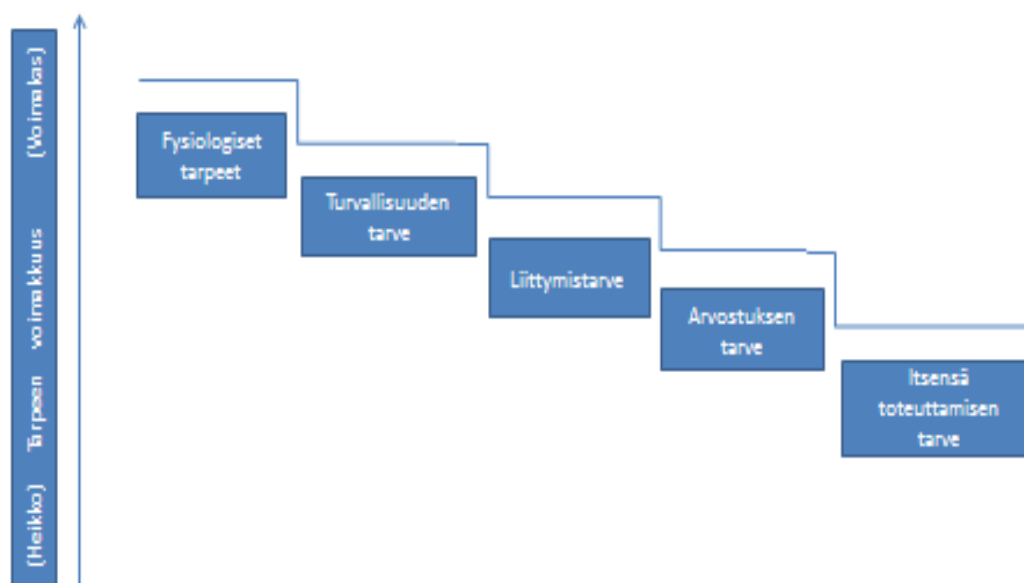 (Heikko) Tarpeen voimakkuus (Voimakas)
Fysiologiset
tarpeet
Turvallisuuden
tarve
Liittymistarve
Arvostuksen
tarve
Itsensä
toteuttamisen
tarve